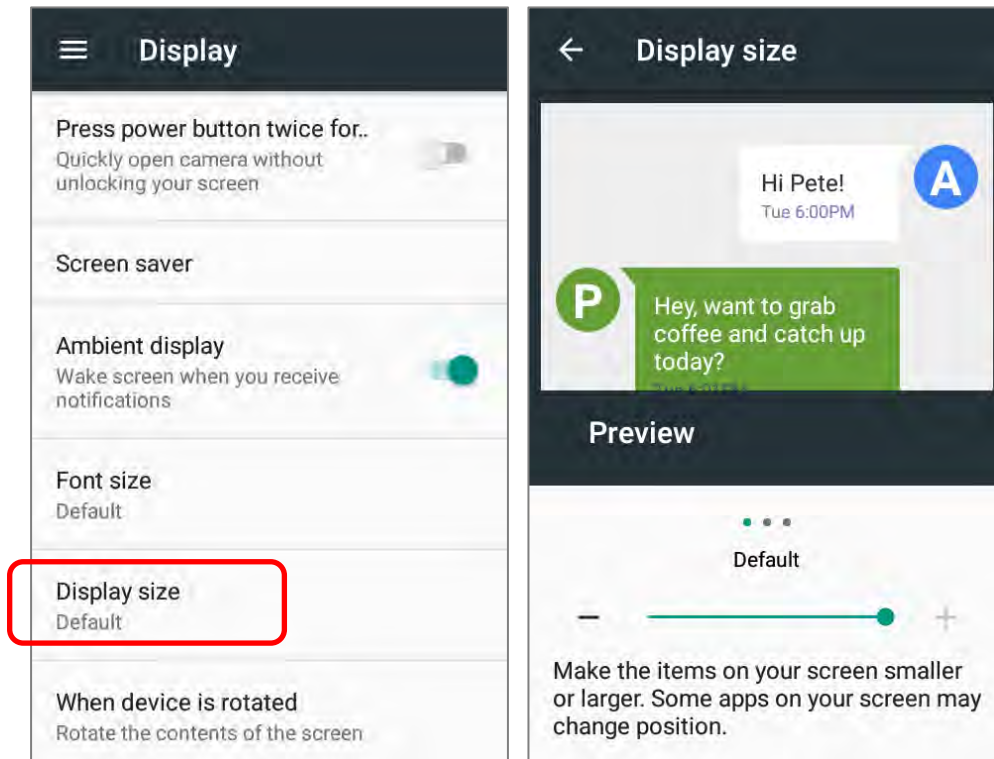 Display
Press power button twice for..
Quickly open camera without
unlocking your screen
Screen saver
Ambient display
Wake screen when you receive
notifications
Font size
Default
Display size
Default
When device is rotated
Rotate the contents of the screen
Display size
Hi Pete!
Tue 6:00PM
A
P
Hey, want to grab
coffee and catch up
today?
Tue 6:01PM
Preview
Default
Make the items on your screen smaller
or larger. Some apps on your screen may
change position.